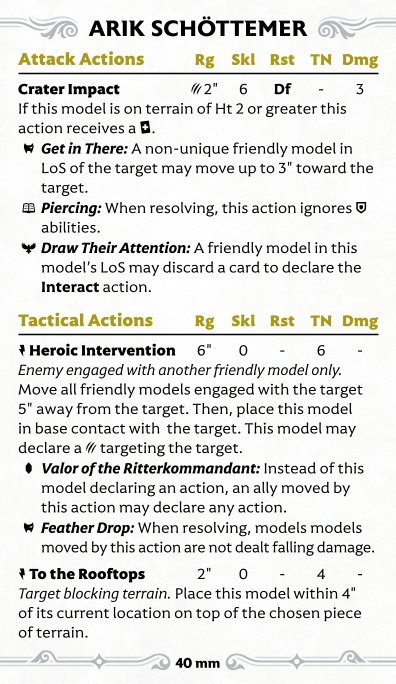 ARIK SCHÖTTEMER
Attack Actions Rg Skl Rst TN Dmg
Crater Impact 2" 6 Df - 3
If this model is on terrain of Ht 2 or greater this
action receives a .
Get in There: A non-unique friendly model in
LoS of the target may move up to 3" toward the
target.
Piercing: When resolving, this action ignores
abilities.
Draw Their Attention: A friendly model in this
model's LoS may discard a card to declare the
Interact action.
Tactical Actions Rg Skl Rst TN Dmg
Heroic Intervention 6" 0 - 6 -
Enemy engaged with another friendly model only.
Move all friendly models engaged with the target
5" away from the target. Then, place this model
in base contact with the target. This model may
declare a targeting the target.
Valor of the Ritterkommandant: Instead of this
model declaring an action, an ally moved by
this action may declare any action.
Feather Drop: When resolving, models models
moved by this action are not dealt falling damage.
To the Rooftops 2" 0 - 4 -
Target blocking terrain. Place this model within 4"
of its current location on top of the chosen piece
of terrain.
40 mm